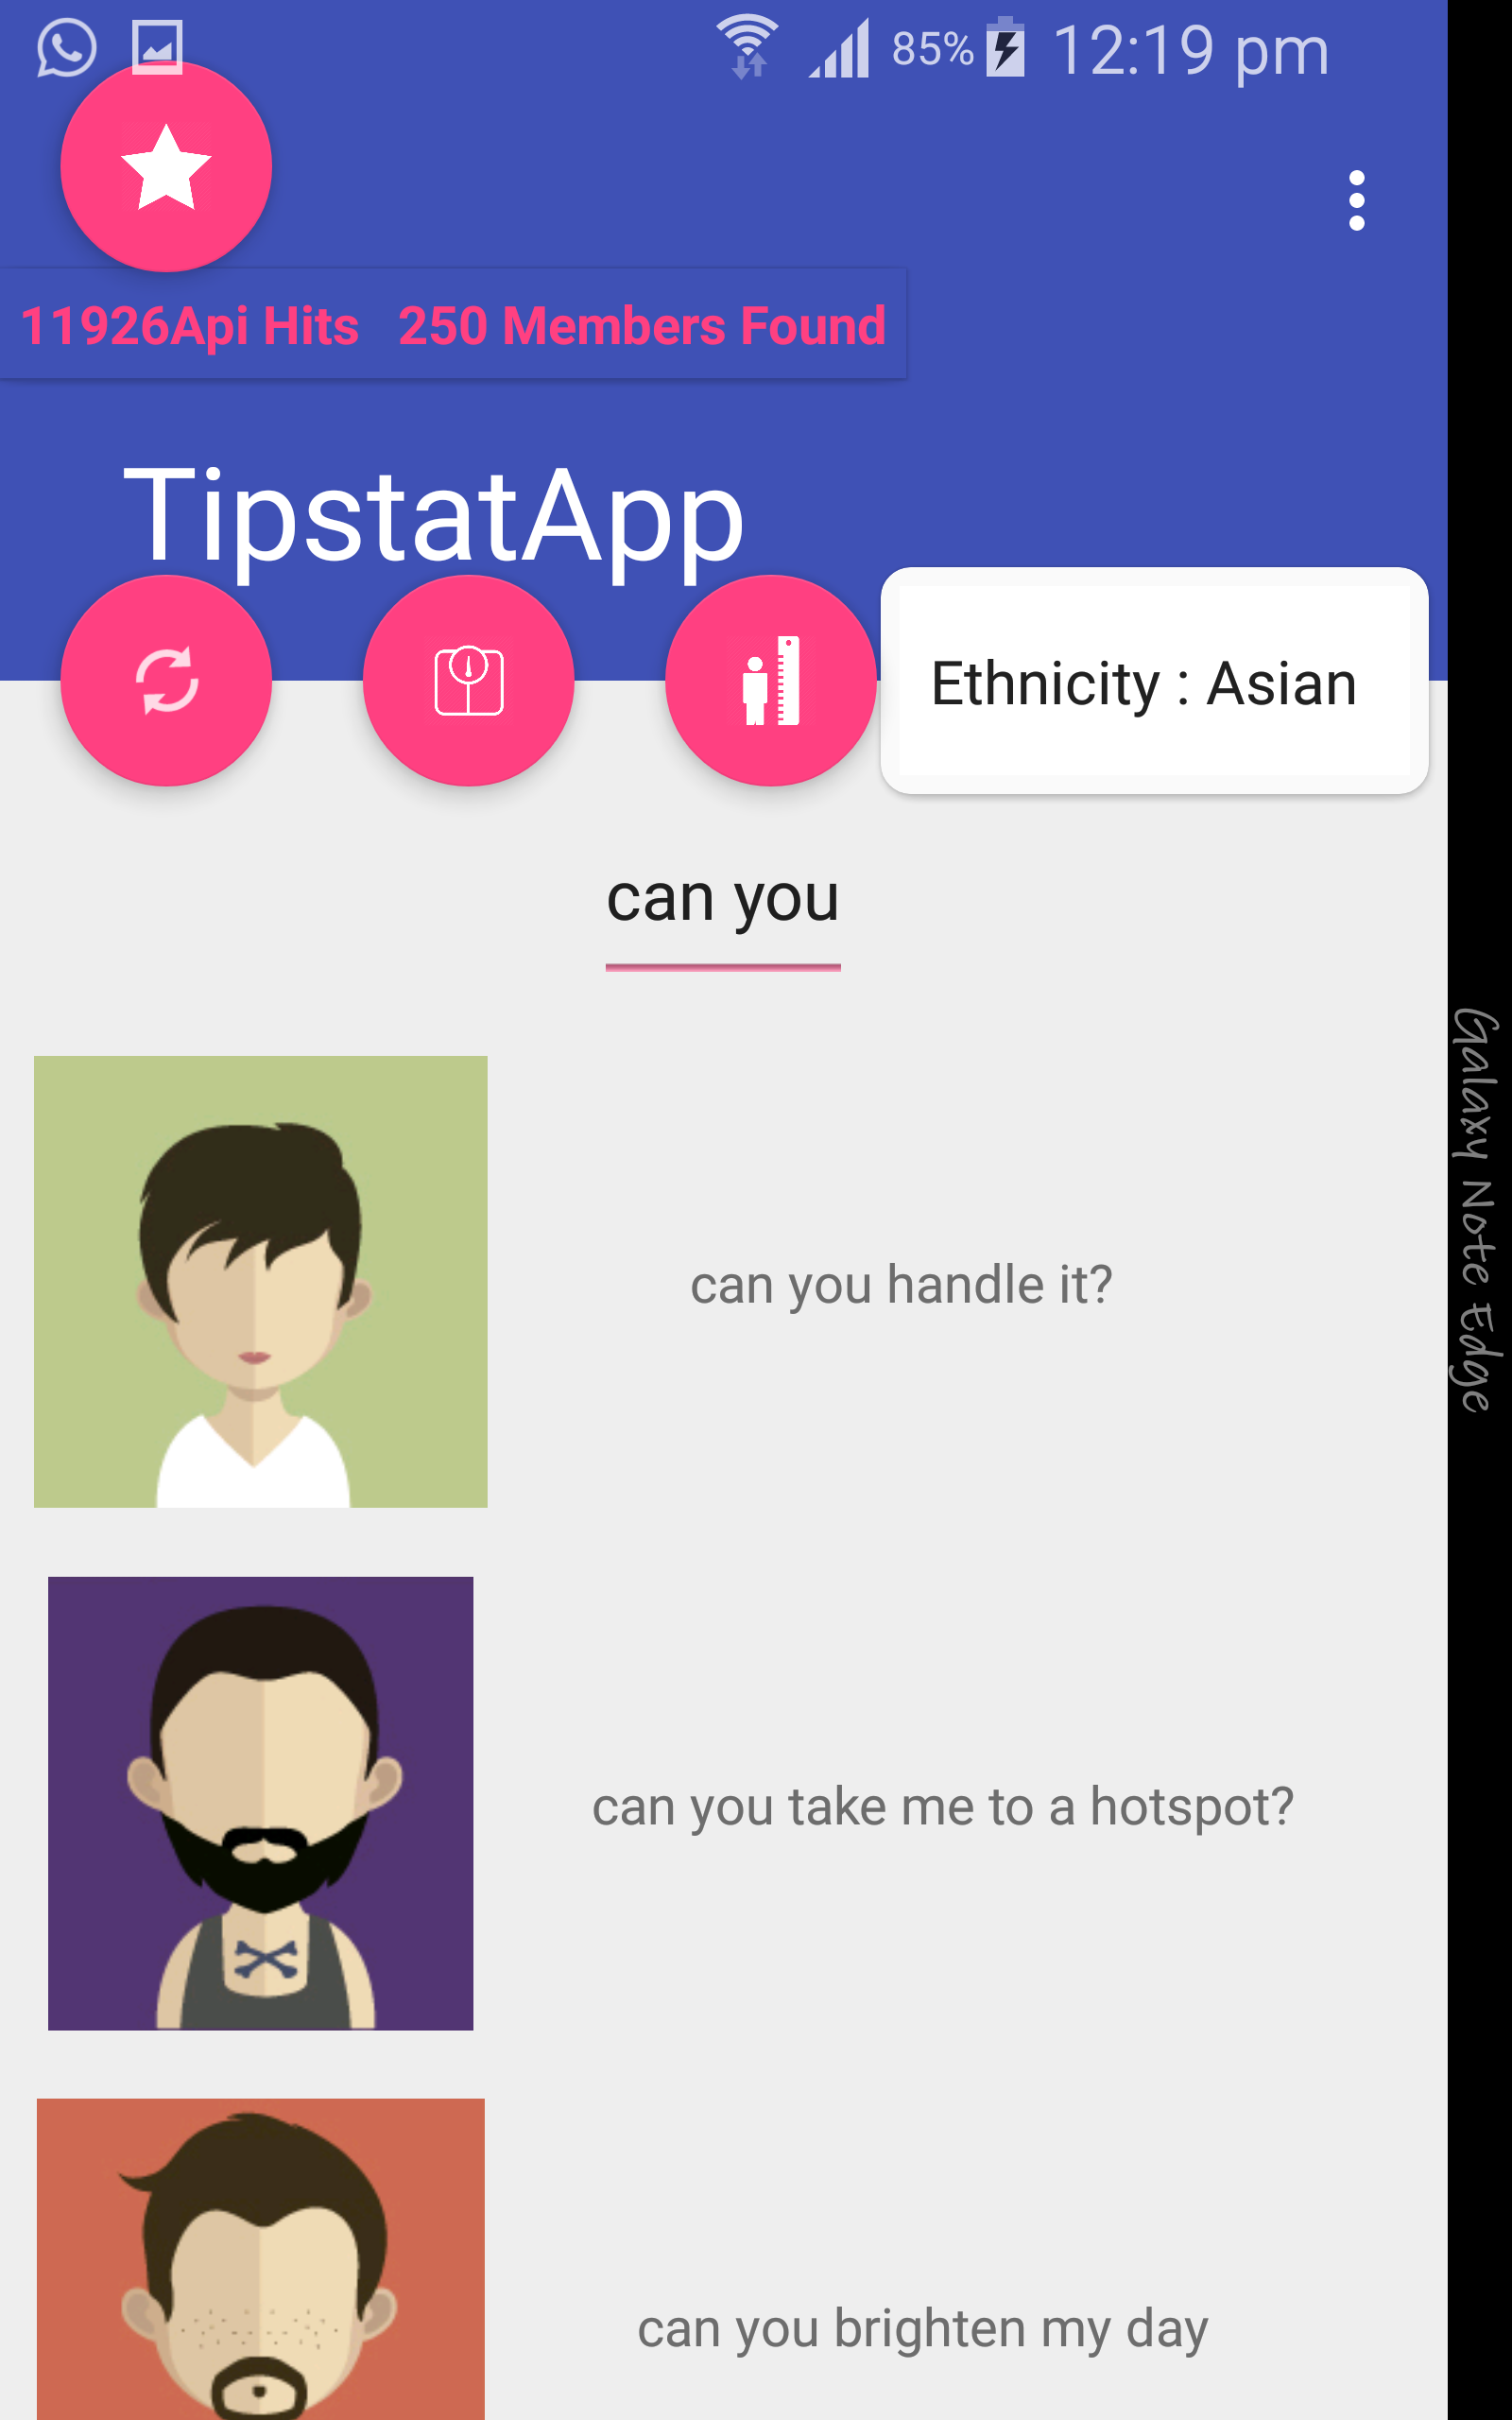 85% 12:19 pm
11926Api Hits 250 Members Found
TipstatApp
Ethnicity : Asian
can you
can you handle it?
can you take me to a hotspot?
can you brighten my day
Galaxy Note Edge